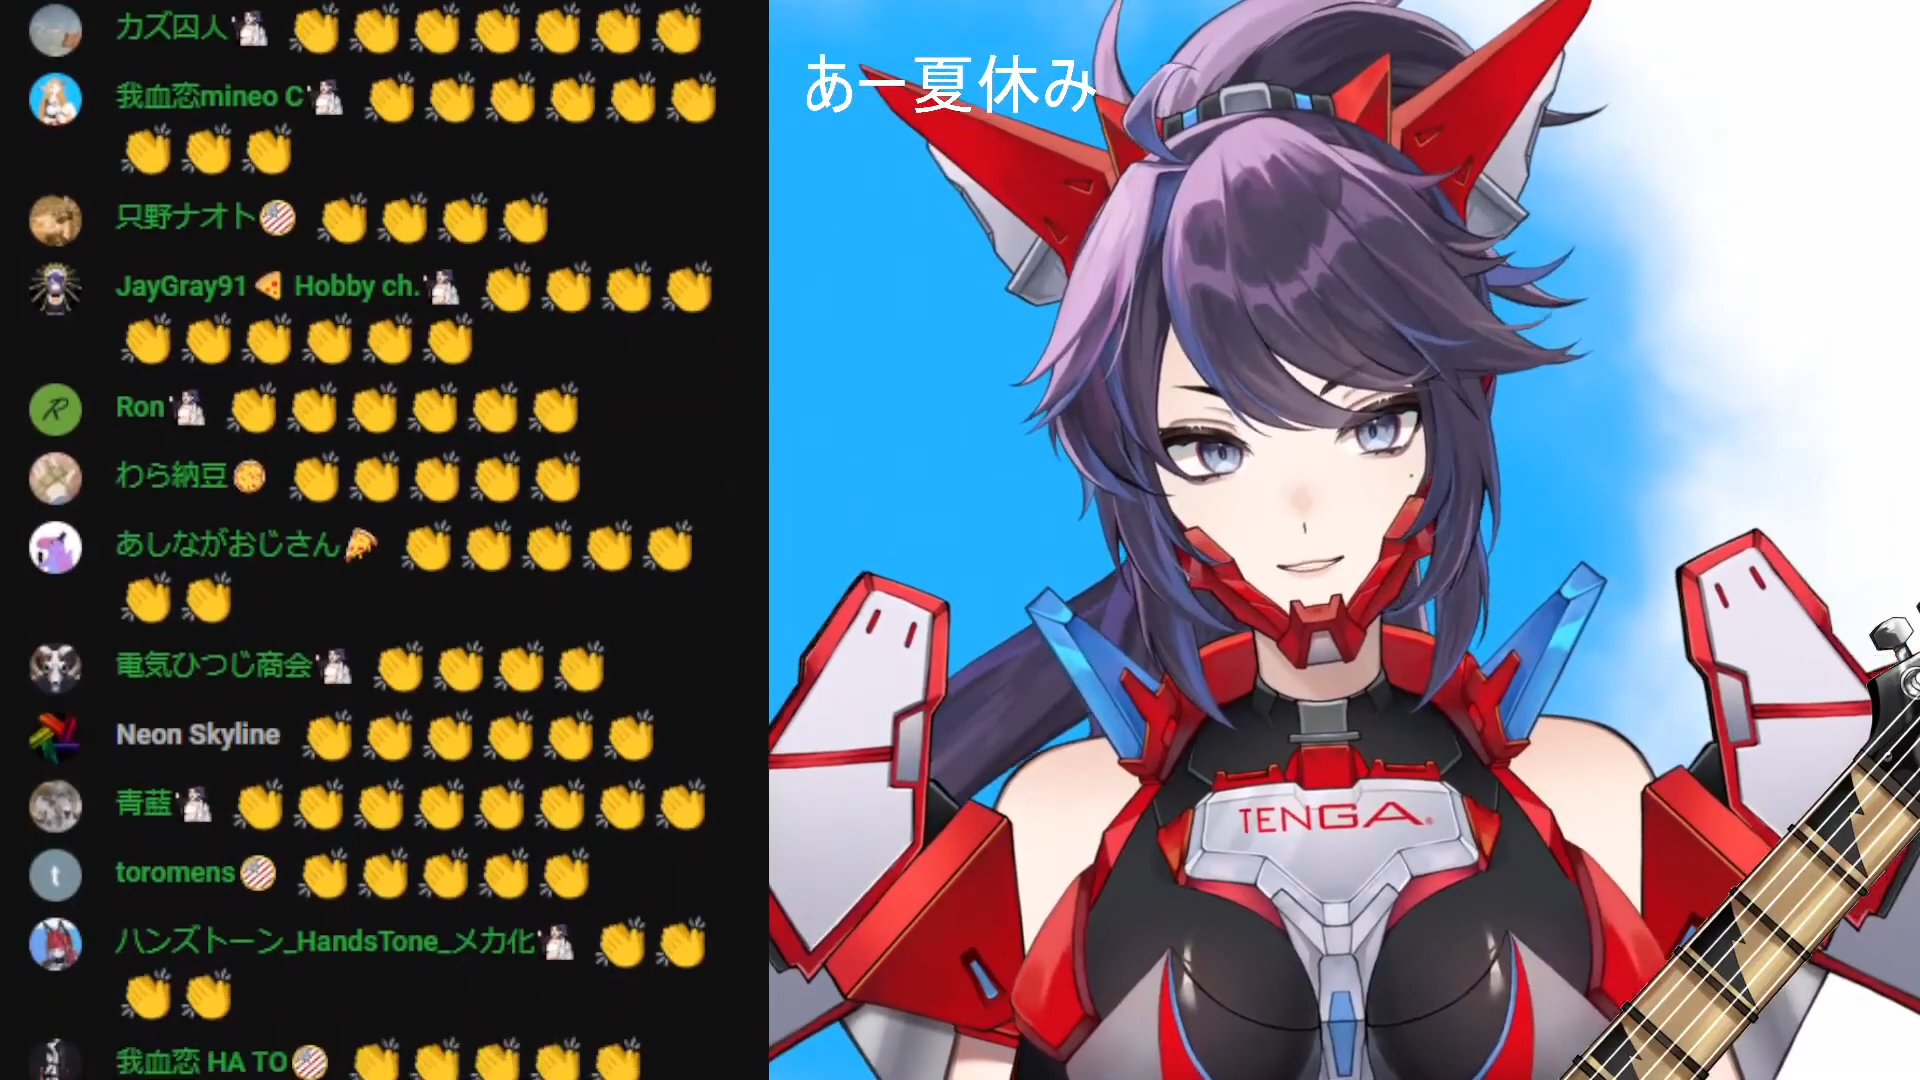 カズ囚人 👏👏👏👏👏👏👏
我血恋mineo C 👏👏👏👏👏👏
👏👏👏
只野ナオト 👏👏👏👏
JayGray91 🍕 Hobby ch. 👏👏👏👏
👏👏👏👏👏👏
Ron 👏👏👏👏👏👏
わら納豆 👏👏👏👏👏
あしながおじさん 👏👏👏👏👏
👏👏
電気ひつじ商会 👏👏👏👏
Neon Skyline 👏👏👏👏👏👏
青藍 👏👏👏👏👏👏👏👏
toromens 👏👏👏👏👏
ハンズトーン_HandsTone_メカ化 👏👏
👏👏
我血恋 HA TO 👏👏👏👏👏
あー夏休み
TENGA®